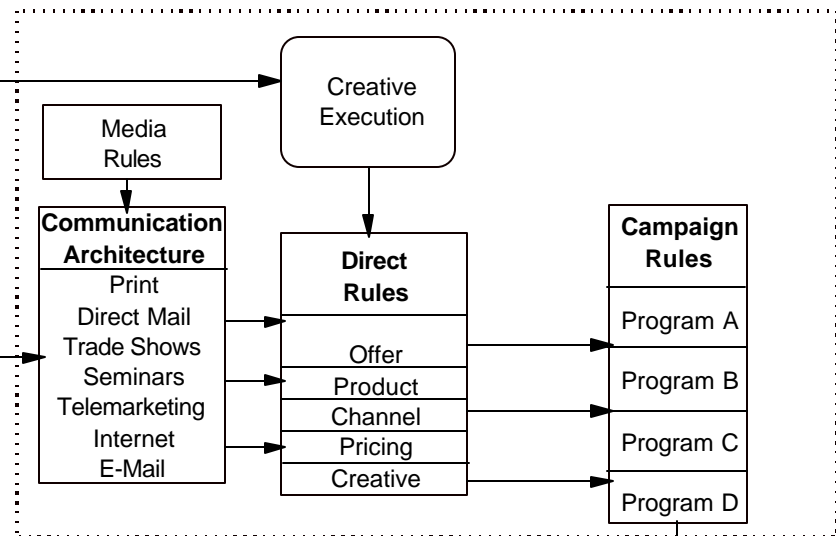 Creative
Execution
Media
Rules
Communication
Architecture
Print
Direct Mail
Trade Shows
Seminars
Telemarketing
Internet
E-Mail
Direct
Rules
Offer
Product
Channel
Pricing
Creative
Campaign
Rules
Program A
Program B
Program C
Program D